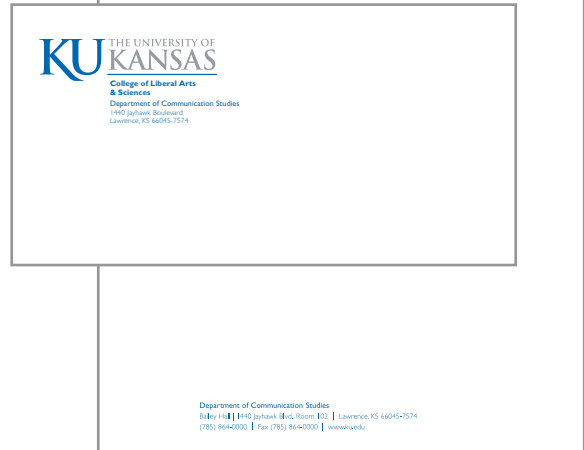 KU THE UNIVERSITY OF
KANSAS
College of Liberal Arts
& Sciences
Department of Communication Studies
1440 Jayhawk Boulevard
Lawrence, KS 66045-7574
Department of Communication Studies
Bailey Hall | 1440 Jayhawk Blvd, Room 102 | Lawrence, KS 66045-7574
(785) 864-0000 | Fax (785) 864-0000 | www.ku.edu